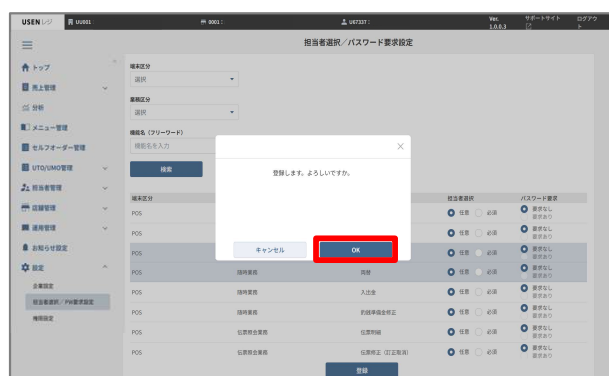 USENレジ UU001： 0001： U67337： Ver. 1.0.0.3 サポートサイト ログアウト
担当者選択／パスワード要求設定
トップ
売上管理
分析
メニュー管理
セルフオーダー管理
UTO/UMO管理
担当者管理
店舗管理
運用管理
お知らせ設定
設定
企業設定
担当者選択／PW要求設定
権限設定
端末区分
選択
業務区分
選択
機能名（フリーワード）
機能名を入力
検索
登録します。よろしいですか。
キャンセル OK
端末区分 担当者選択 パスワード要求
POS 任意 必須 要求なし 要求あり
POS 任意 必須 要求なし 要求あり
POS 任意 必須 要求なし 要求あり
POS 随時業務 両替 任意 必須 要求なし 要求あり
POS 随時業務 入出金 任意 必須 要求なし 要求あり
POS 随時業務 釣銭準備金修正 任意 必須 要求なし 要求あり
POS 伝票照会業務 伝票明細 任意 必須 要求なし 要求あり
POS 伝票照会業務 伝票修正（訂正取消） 任意 必須 要求なし 要求あり
登録